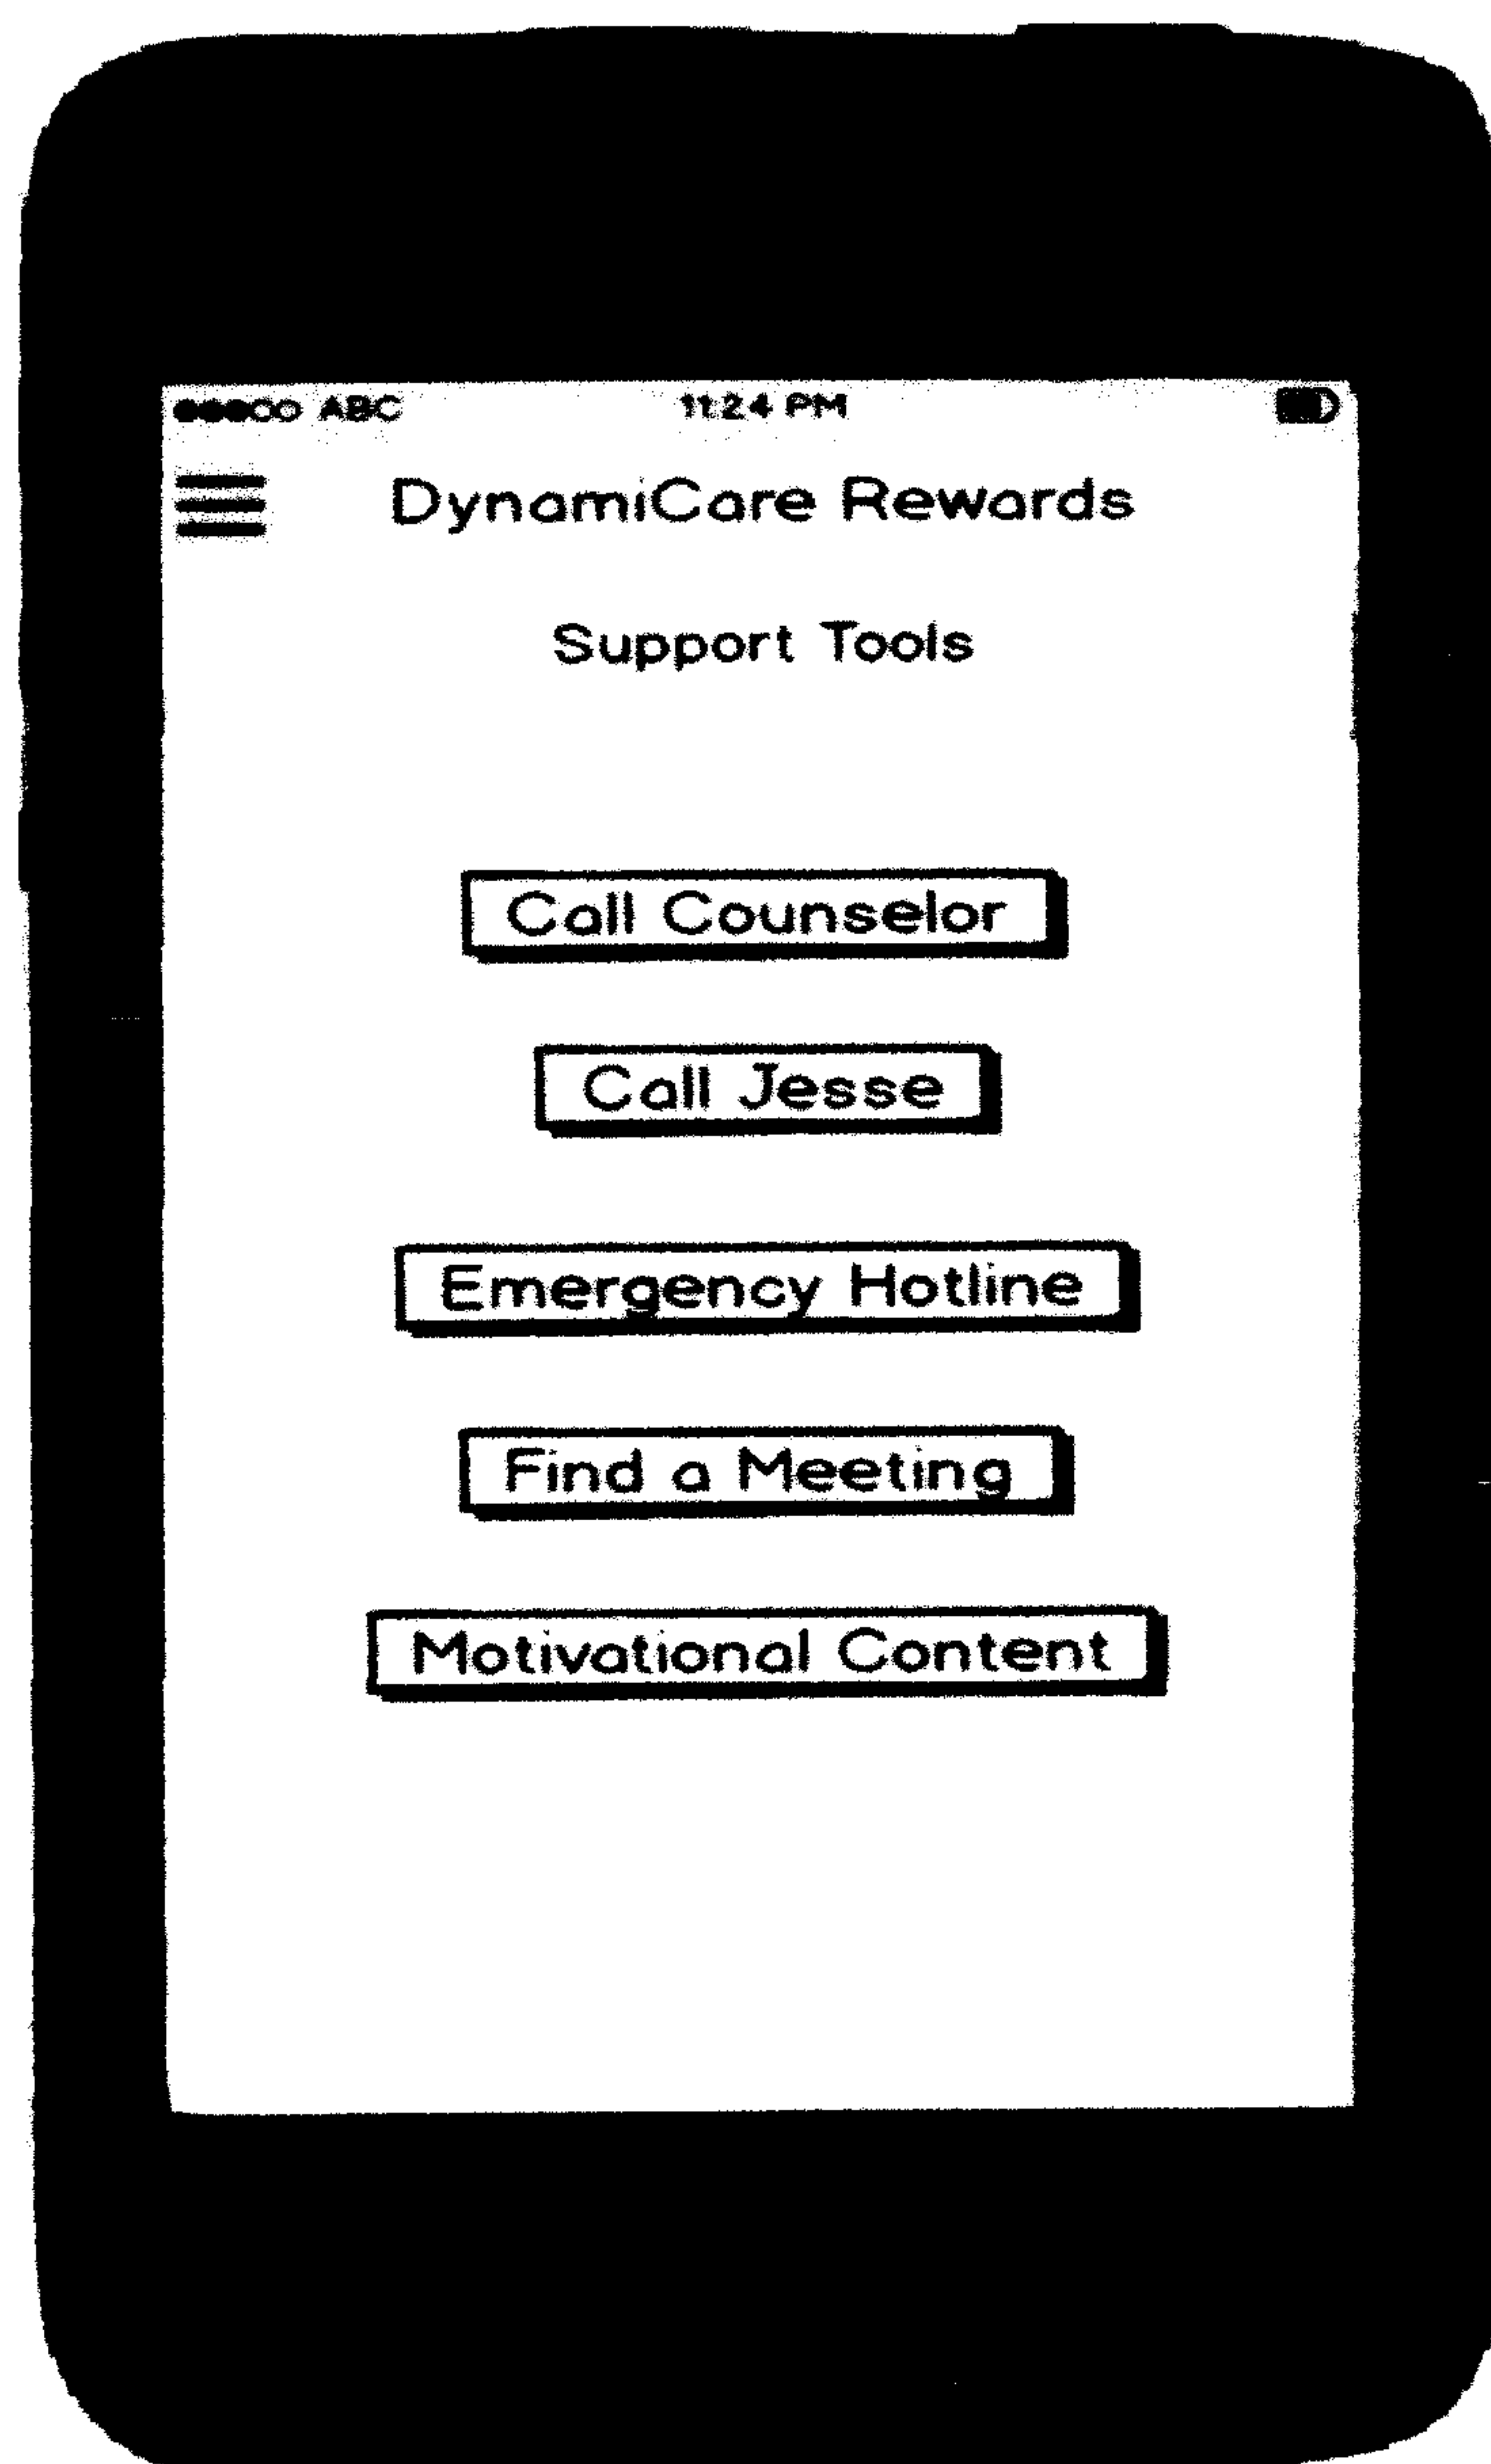 ABC 11:24 PM
DynamiCare Rewards
Support Tools
Call Counselor
Call Jesse
Emergency Hotline
Find a Meeting
Motivational Content